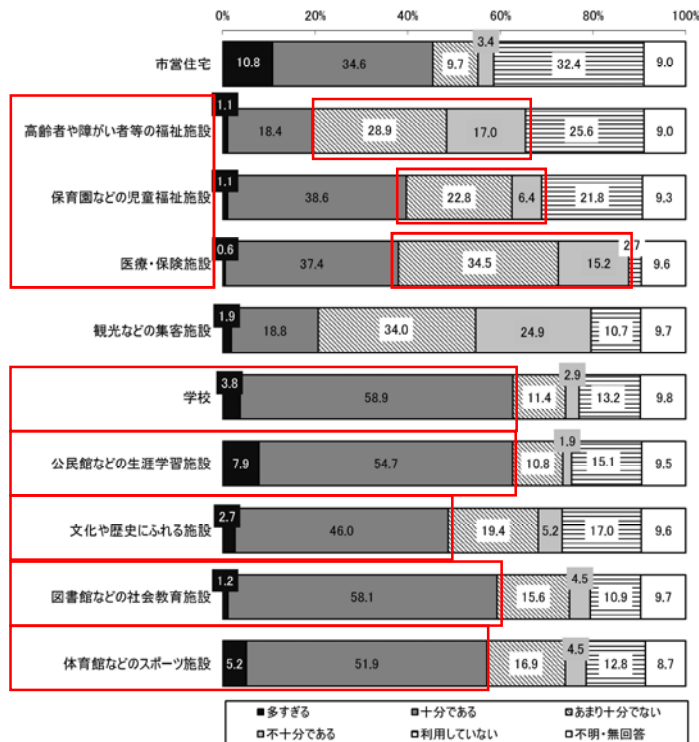 0% 20% 40% 60% 80% 100%
3.4
市営住宅 10.8 34.6 9.7 32.4 9.0
1.1
高齢者や障がい者等の福祉施設 18.4 28.9 17.0 25.6 9.0
1.1
保育園などの児童福祉施設 38.6 22.8 6.4 21.8 9.3
0.6 2.7
医療・保険施設 37.4 34.5 15.2 9.6
1.9
観光などの集客施設 18.8 34.0 24.9 10.7 9.7
3.8 2.9
学校 58.9 11.4 13.2 9.8
1.9
公民館などの生涯学習施設 7.9 54.7 10.8 15.1 9.5
2.7
文化や歴史にふれる施設 46.0 19.4 5.2 17.0 9.6
1.2 4.5
図書館などの社会教育施設 58.1 15.6 10.9 9.7
4.5
体育館などのスポーツ施設 5.2 51.9 16.9 12.8 8.7
多すぎる 十分である あまり十分でない
不十分である 利用していない 不明・無回答